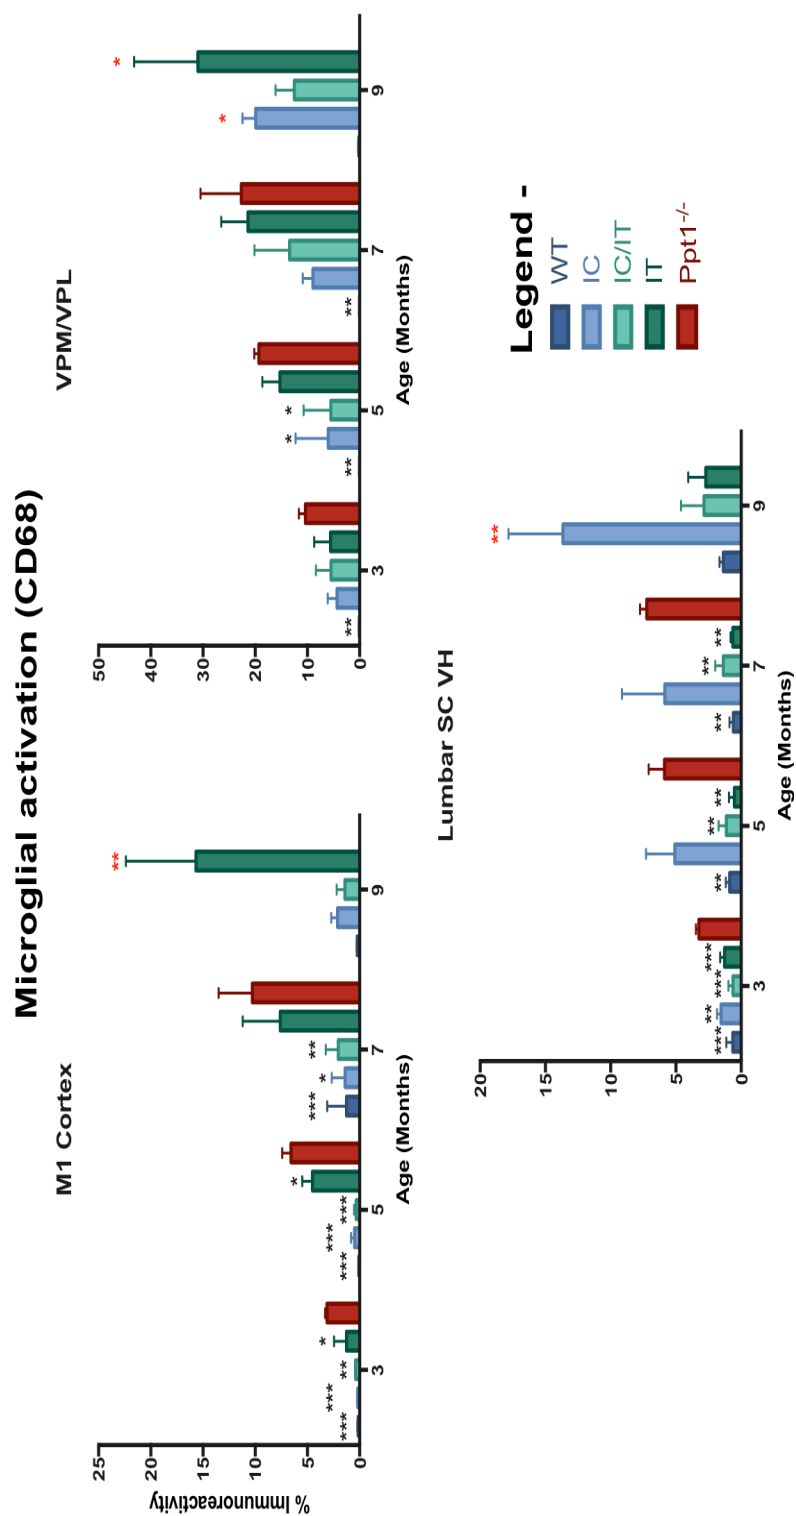 Microglial activation (CD68)
M1 Cortex
% Immunoreactivity
25
20
15
10
5
0
*** *** ** *
*** *** *** *
*** * **
**
3 5 7 9
Age (Months)
VPM/VPL
50
40
30
20
10
0
**
** * *
**
* *
3 5 7 9
Age (Months)
Lumbar SC VH
20
15
10
5
0
*** ** *** ***
** ** **
** ** **
**
3 5 7 9
Age (Months)
Legend -
WT
IC
IC/IT
IT
Ppt1-/-